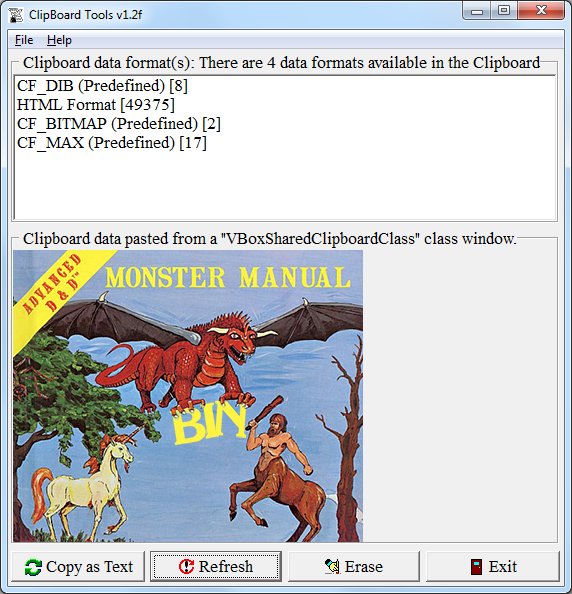 ClipBoard Tools v1.2f
File Help
Clipboard data format(s): There are 4 data formats available in the Clipboard
CF_DIB (Predefined) [8]
HTML Format [49375]
CF_BITMAP (Predefined) [2]
CF_MAX (Predefined) [17]
Clipboard data pasted from a "VBoxSharedClipboardClass" class window.
ADVANCED
D & D™
MONSTER MANUAL
BIN
Copy as Text
Refresh
Erase
Exit